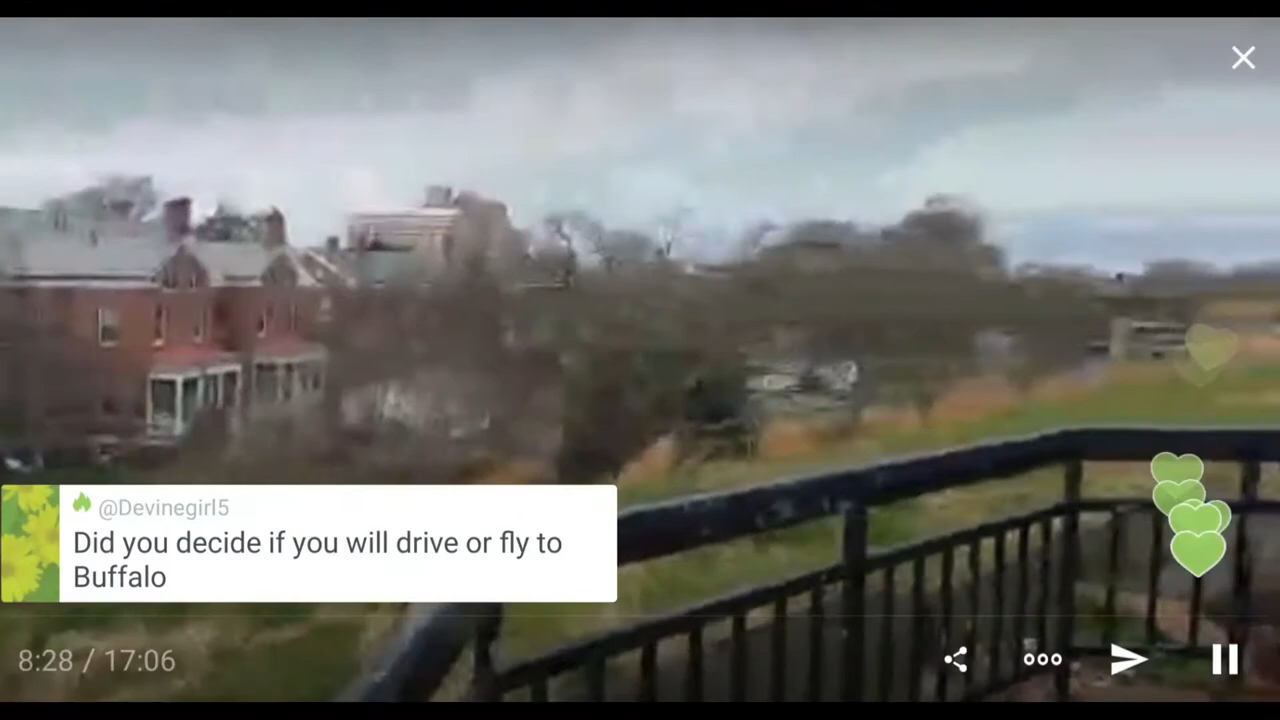 @Devinegirl5
Did you decide if you will drive or fly to
Buffalo
8:28 / 17:06